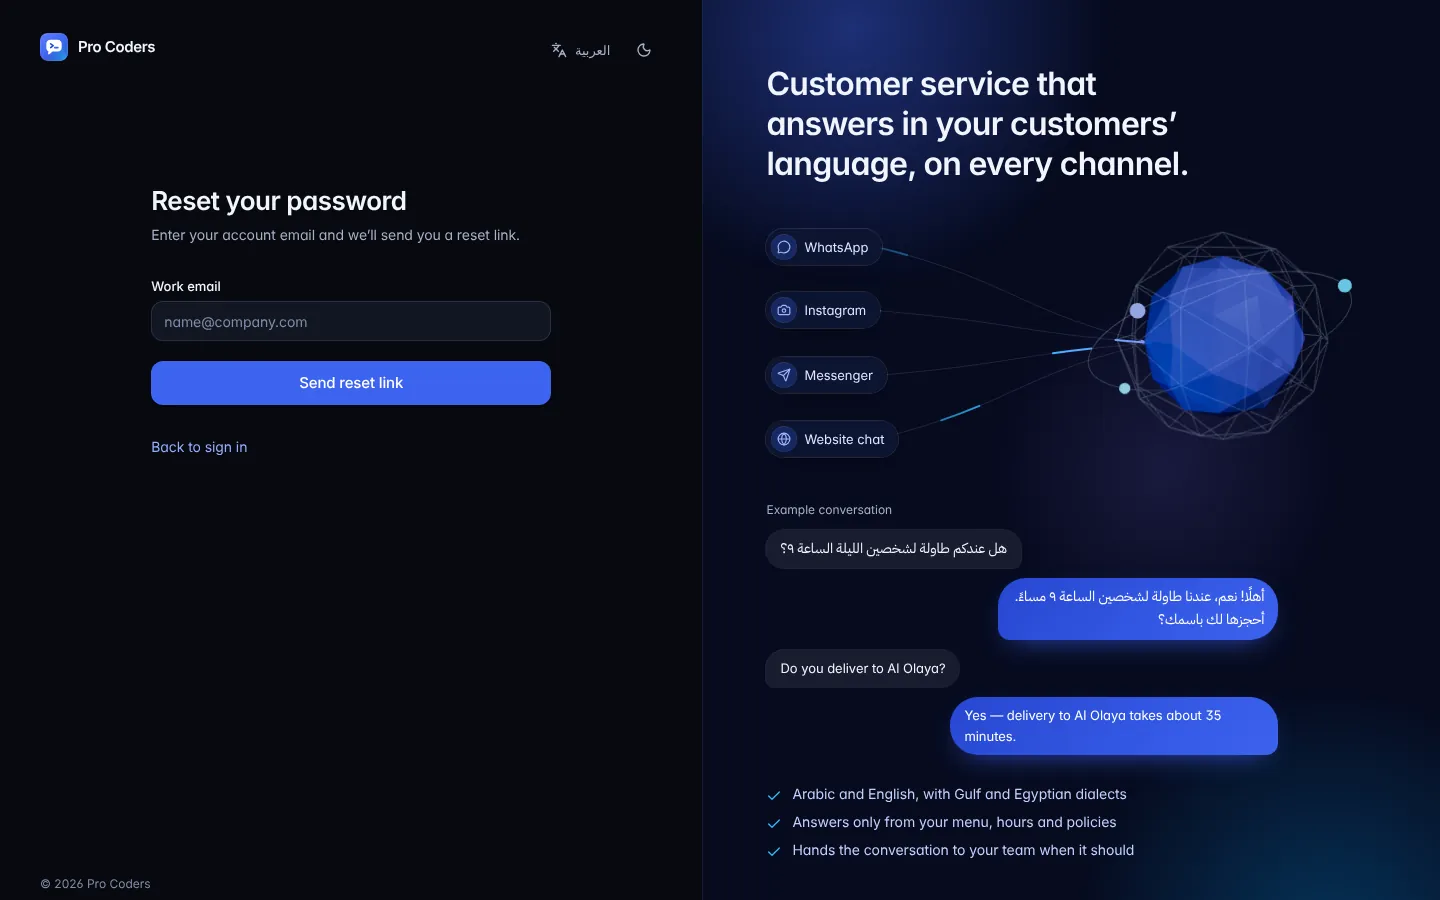 Pro Coders
العربية
Reset your password
Enter your account email and we’ll send you a reset link.
Work email
name@company.com
Send reset link
Back to sign in
© 2026 Pro Coders
Customer service that
answers in your customers’
language, on every channel.
WhatsApp
Instagram
Messenger
Website chat
Example conversation
هل عندكم طاولة لشخصين الليلة الساعة ٩؟
أهلًا! نعم، عندنا طاولة لشخصين الساعة ٩ مساءً.
أحجزها لك باسمك؟
Do you deliver to Al Olaya?
Yes — delivery to Al Olaya takes about 35
minutes.
Arabic and English, with Gulf and Egyptian dialects
Answers only from your menu, hours and policies
Hands the conversation to your team when it should